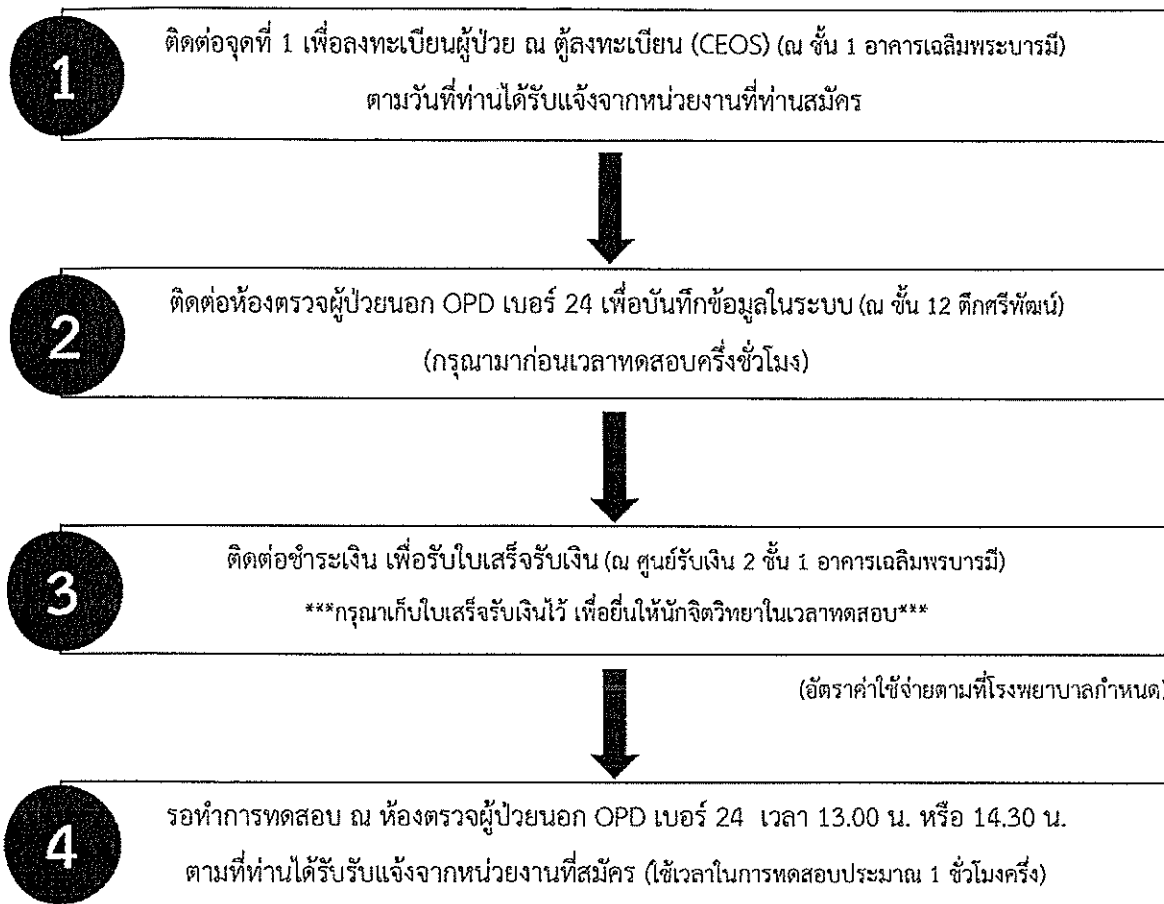 1
ติดต่อจุดที่ 1 เพื่อลงทะเบียนผู้ป่วย ณ ตู้ลงทะเบียน (CEOS) (ณ ชั้น 1 อาคารเฉลิมพระบารมี)
ตามวันที่ท่านได้รับแจ้งจากหน่วยงานที่ท่านสมัคร
2
ติดต่อห้องตรวจผู้ป่วยนอก OPD เบอร์ 24 เพื่อบันทึกข้อมูลในระบบ (ณ ชั้น 12 ตึกศรีพัฒน์)
(กรุณามาก่อนเวลาทดสอบครึ่งชั่วโมง)
3
ติดต่อชำระเงิน เพื่อรับใบเสร็จรับเงิน (ณ ศูนย์รับเงิน 2 ชั้น 1 อาคารเฉลิมพรบารมี)
***กรุณาเก็บใบเสร็จรับเงินไว้ เพื่อยื่นให้นักจิตวิทยาในเวลาทดสอบ***
(อัตราค่าใช้จ่ายตามที่โรงพยาบาลกำหนด)
4
รอทำการทดสอบ ณ ห้องตรวจผู้ป่วยนอก OPD เบอร์ 24 เวลา 13.00 น. หรือ 14.30 น.
ตามที่ท่านได้รับรับแจ้งจากหน่วยงานที่สมัคร (ใช้เวลาในการทดสอบประมาณ 1 ชั่วโมงครึ่ง)